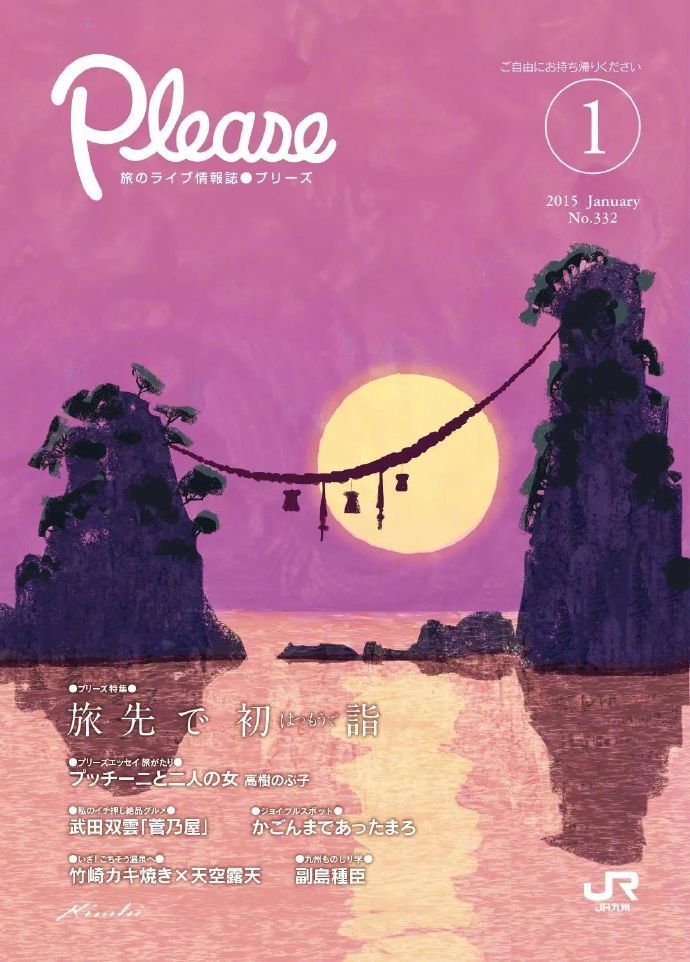 ご自由にお持ち帰りください
Please
旅のライブ情報誌●プリーズ
1
2015 January
No.332
●プリーズ特集●
旅先で初はつもうで詣
●プリーズエッセイ 旅がたり●
プッチーニと二人の女 高樹のぶ子
●私のイチ押し絶品グルメ●
武田双雲「菅乃屋」
●ジョイフルスポット●
かごんまであったまろ
●いざ!ごちそう温泉へ●
竹崎カキ焼き×天空露天
●九州ものしり学●
副島種臣
JR
JR九州